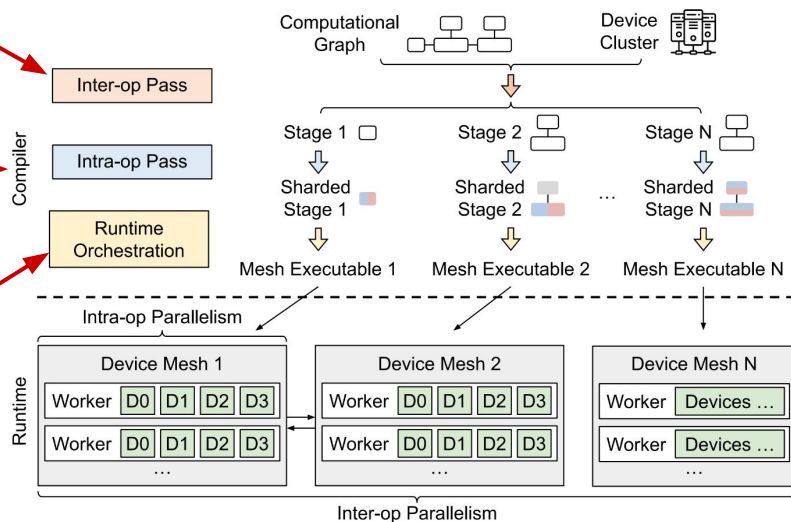 Computational
Graph
Device
Cluster
Compiler
Inter-op Pass
Intra-op Pass
Runtime
Orchestration
Stage 1
Stage 2
Stage N
Sharded
Stage 1
Sharded
Stage 2
...
Sharded
Stage N
Mesh Executable 1
Mesh Executable 2
Mesh Executable N
Runtime
Intra-op Parallelism
Device Mesh 1
Worker D0 D1 D2 D3
Worker D0 D1 D2 D3
...
Device Mesh 2
Worker D0 D1 D2 D3
Worker D0 D1 D2 D3
...
Device Mesh N
Worker Devices ...
Worker Devices ...
...
Inter-op Parallelism